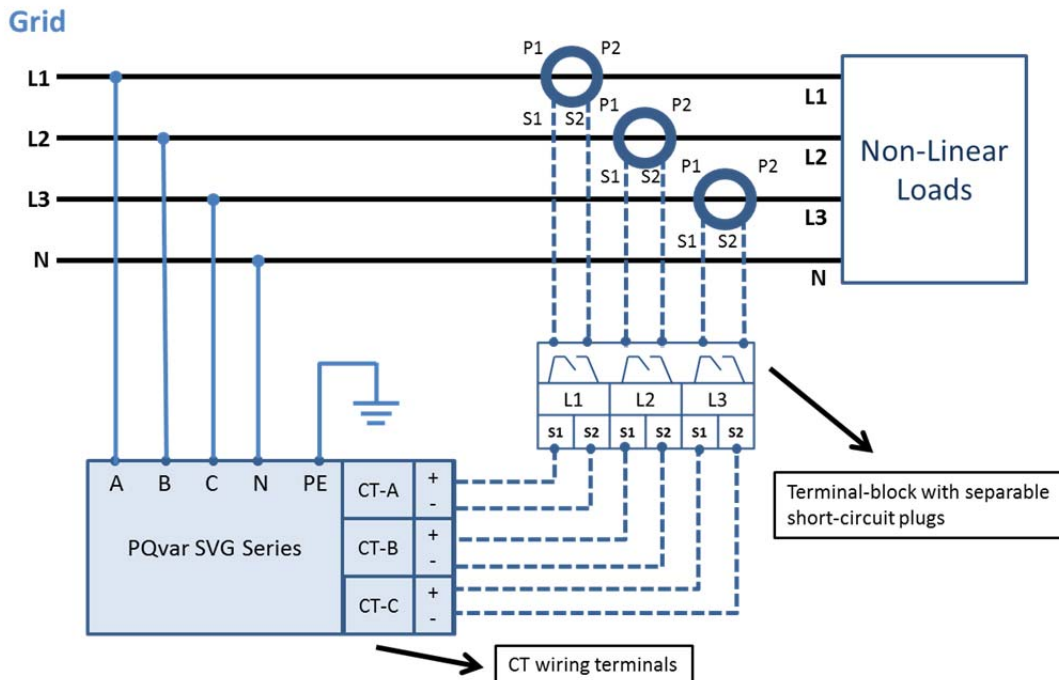 Grid
P1 P2
L1 L1
S1 S2 P1 P2
L2 L2
S1 S2 P1 P2
L3 L3
S1 S2
N N
Non-Linear
Loads
L1 L2 L3
S1 S2 S1 S2 S1 S2
A B C N PE
CT-A + -
CT-B + -
CT-C + -
PQvar SVG Series
Terminal-block with separable
short-circuit plugs
CT wiring terminals